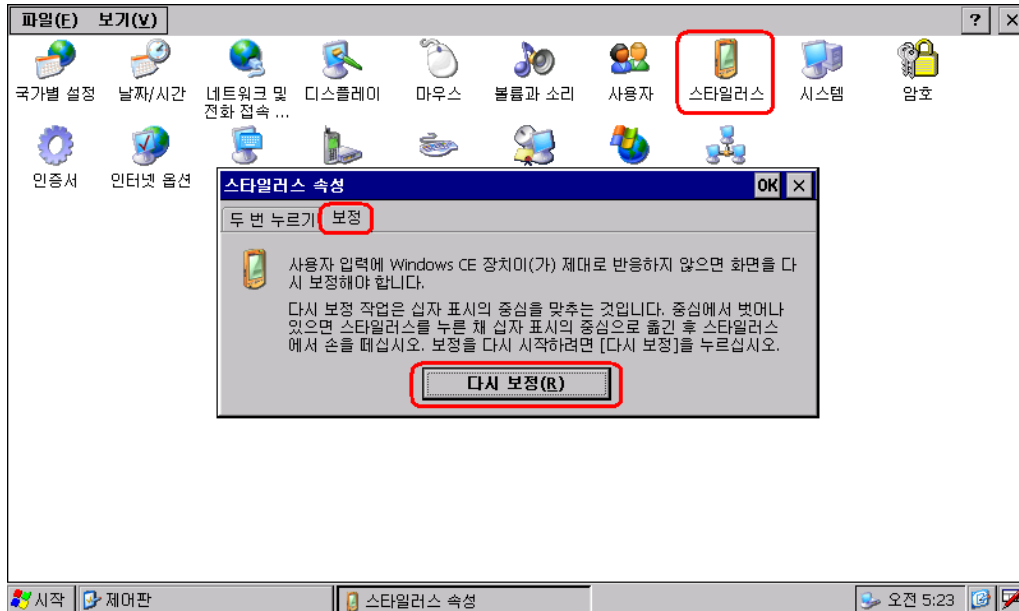 파일(F) 보기(V) ? ×
국가별 설정 날짜/시간 네트워크 및 디스플레이 마우스 볼륨과 소리 사용자 스타일러스 시스템 암호
전화 접속 ...
인증서 인터넷 옵션
스타일러스 속성 OK ×
두 번 누르기 보정
사용자 입력에 Windows CE 장치이(가) 제대로 반응하지 않으면 화면을 다
시 보정해야 합니다.
다시 보정 작업은 십자 표시의 중심을 맞추는 것입니다. 중심에서 벗어나
있으면 스타일러스를 누른 채 십자 표시의 중심으로 옮긴 후 스타일러스
에서 손을 떼십시오. 보정을 다시 시작하려면 [다시 보정]을 누르십시오.
다시 보정(R)
시작 제어판 스타일러스 속성 오전 5:23